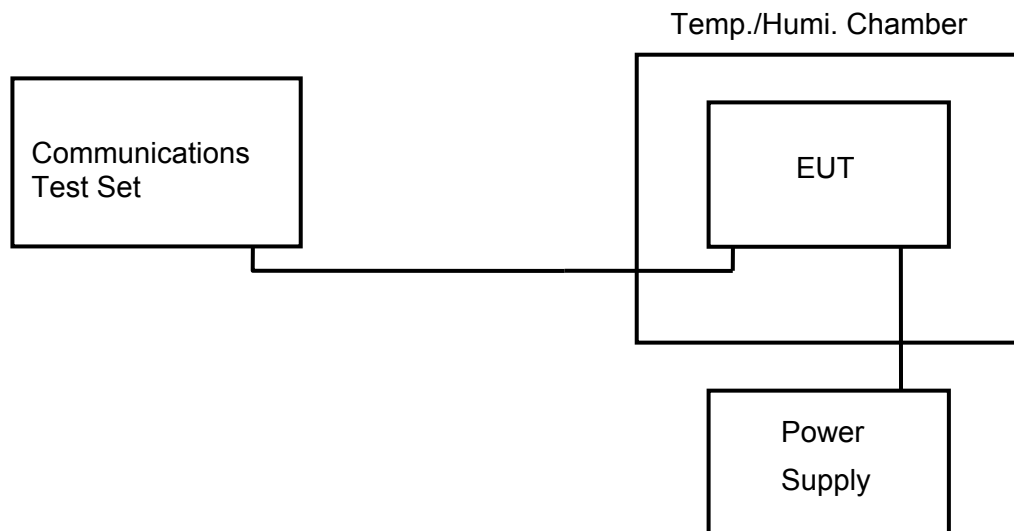 Temp./Humi. Chamber
Communications
Test Set
EUT
Power
Supply